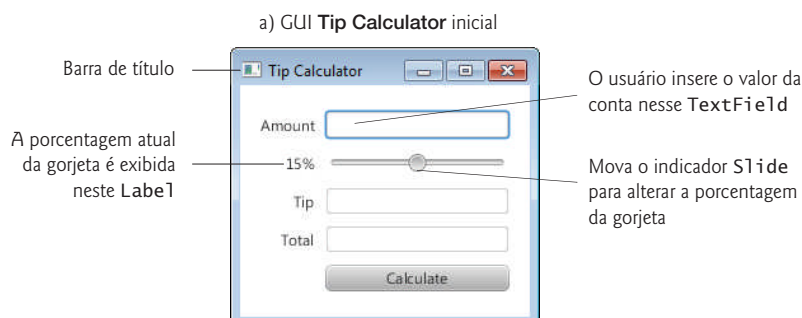 a) GUI Tip Calculator inicial
Barra de título
Tip Calculator
O usuário insere o valor da
conta nesse TextField
Amount
A porcentagem atual
da gorjeta é exibida
neste Label
15%
Mova o indicador Slide
para alterar a porcentagem
da gorjeta
Tip
Total
Calculate